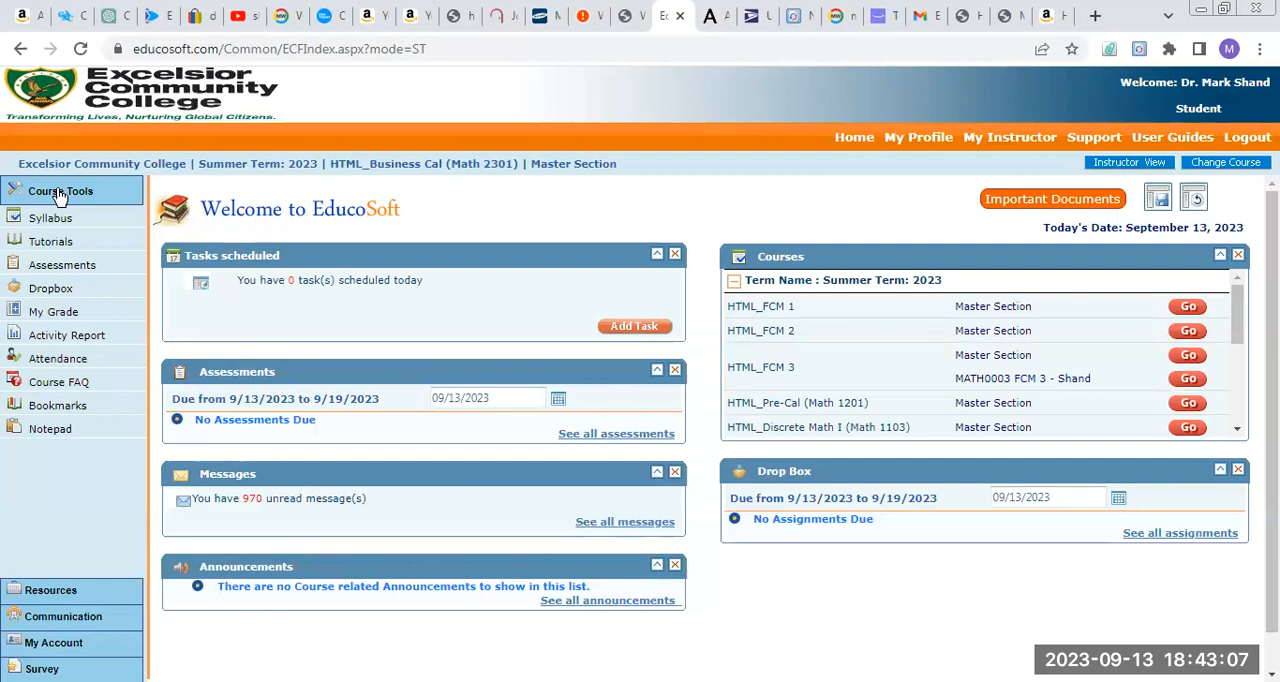 educosoft.com/Common/ECFIndex.aspx?mode=ST
M
Excelsior
Community
College
Transforming Lives, Nurturing Global Citizens.
Welcome: Dr. Mark Shand
Student
Home My Profile My Instructor Support User Guides Logout
Excelsior Community College | Summer Term: 2023 | HTML_Business Cal (Math 2301) | Master Section
Instructor View Change Course
Course Tools
Syllabus
Tutorials
Assessments
Dropbox
My Grade
Activity Report
Attendance
Course FAQ
Bookmarks
Notepad
Resources
Communication
My Account
Survey
Welcome to EducoSoft
Important Documents
Today's Date: September 13, 2023
Tasks scheduled
You have 0 task(s) scheduled today
Add Task
Assessments
Due from 9/13/2023 to 9/19/2023 09/13/2023
No Assessments Due
See all assessments
Messages
You have 970 unread message(s)
See all messages
Announcements
There are no Course related Announcements to show in this list.
See all announcements
Courses
Term Name : Summer Term: 2023
HTML_FCM 1 Master Section Go
HTML_FCM 2 Master Section Go
HTML_FCM 3 Master Section Go
MATH0003 FCM 3 - Shand Go
HTML_Pre-Cal (Math 1201) Master Section Go
HTML_Discrete Math I (Math 1103) Master Section Go
Drop Box
Due from 9/13/2023 to 9/19/2023 09/13/2023
No Assignments Due
See all assignments
2023-09-13 18:43:07